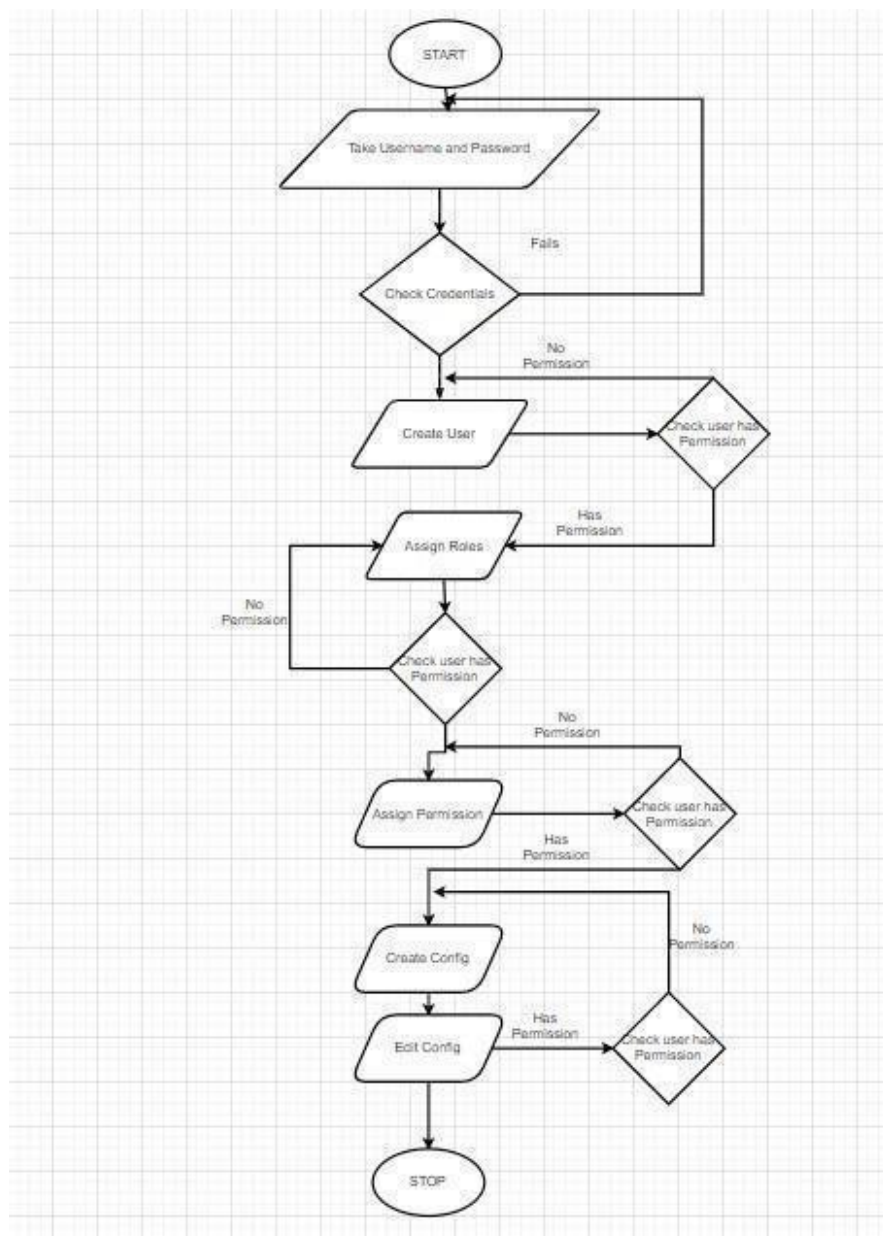 START
Take Username and Password
Fails
Check Credentials
No
Permission
Create User
Check user has
Permission
Has
Permission
Assign Roles
No
Permission
Check user has
Permission
No
Permission
Assign Permission
Check user has
Permission
Has
Permission
Create Config
No
Permission
Edit Config
Has
Permission
Check user has
Permission
STOP